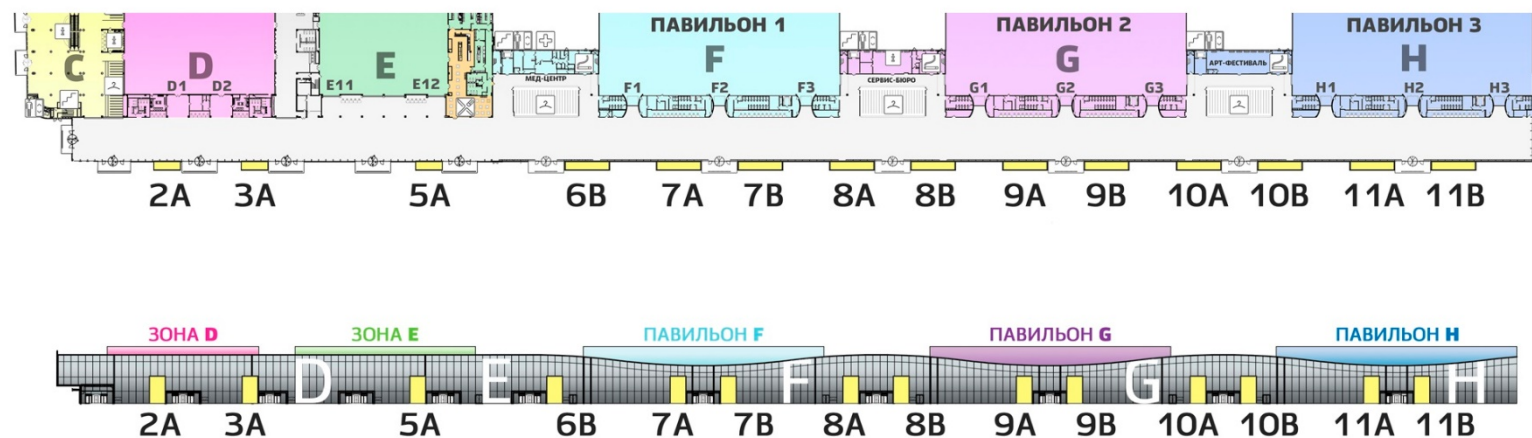 ПАВИЛЬОН 1 ПАВИЛЬОН 2 ПАВИЛЬОН 3
C D E F G H
МЕД-ЦЕНТР СЕРВИС-БЮРО АРТ-ФЕСТИВАЛЬ
D1 D2 E11 E12 F1 F2 F3 G1 G2 G3 H1 H2 H3
2A 3A 5A 6B 7A 7B 8A 8B 9A 9B 10A 10B 11A 11B
ЗОНА D ЗОНА E ПАВИЛЬОН F ПАВИЛЬОН G ПАВИЛЬОН H
D E F G H
2A 3A 5A 6B 7A 7B 8A 8B 9A 9B 10A 10B 11A 11B